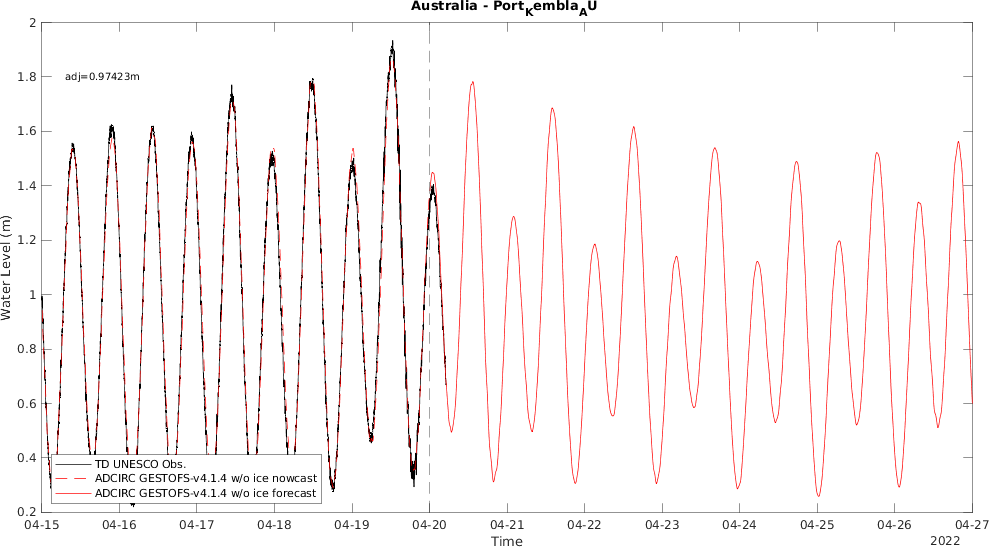 Australia - PortKemblaAU
2
1.8
adj=0.97423m
1.6
1.4
1.2
1
0.8
0.6
0.4
0.2
Water Level (m)
TD UNESCO Obs.
ADCIRC GESTOFS-v4.1.4 w/o ice nowcast
ADCIRC GESTOFS-v4.1.4 w/o ice forecast
04-15 04-16 04-17 04-18 04-19 04-20 04-21 04-22 04-23 04-24 04-25 04-26 04-27
Time
2022